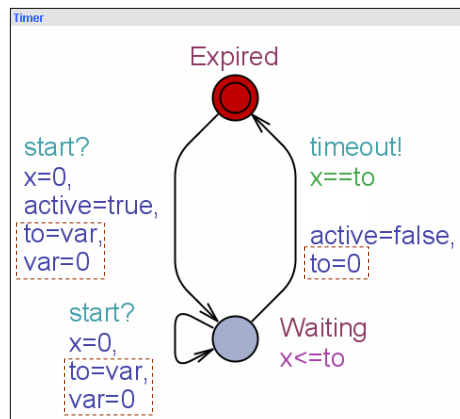 Timer
Expired
start?
x=0,
active=true,
to=var,
var=0
timeout!
x==to
active=false,
to=0
start?
x=0,
to=var,
var=0
Waiting
x<=to